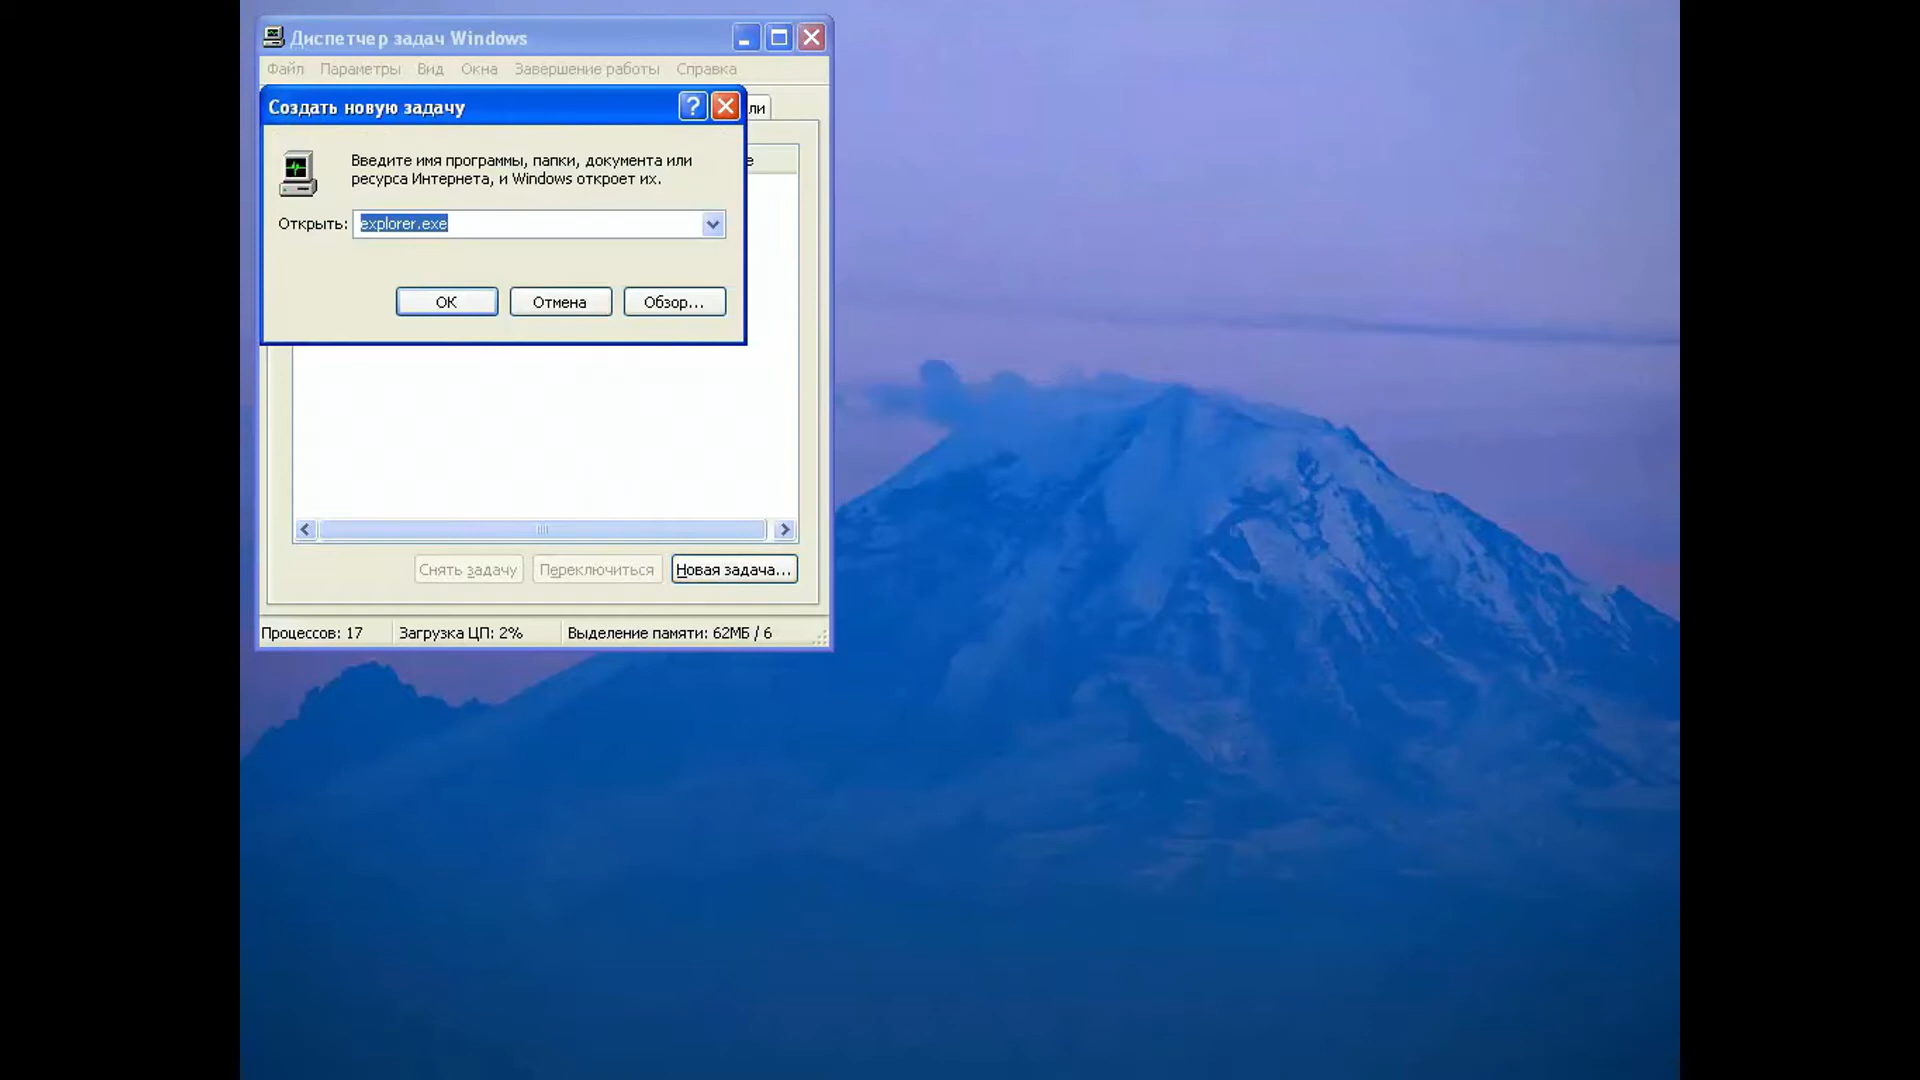 Диспетчер задач Windows
Файл Параметры Вид Окна Завершение работы Справка
Создать новую задачу
ли
Введите имя программы, папки, документа или
ресурса Интернета, и Windows откроет их.
е
Открыть: explorer.exe
ОК Отмена Обзор...
Снять задачу Переключиться Новая задача...
Процессов: 17 Загрузка ЦП: 2% Выделение памяти: 62МБ / 6